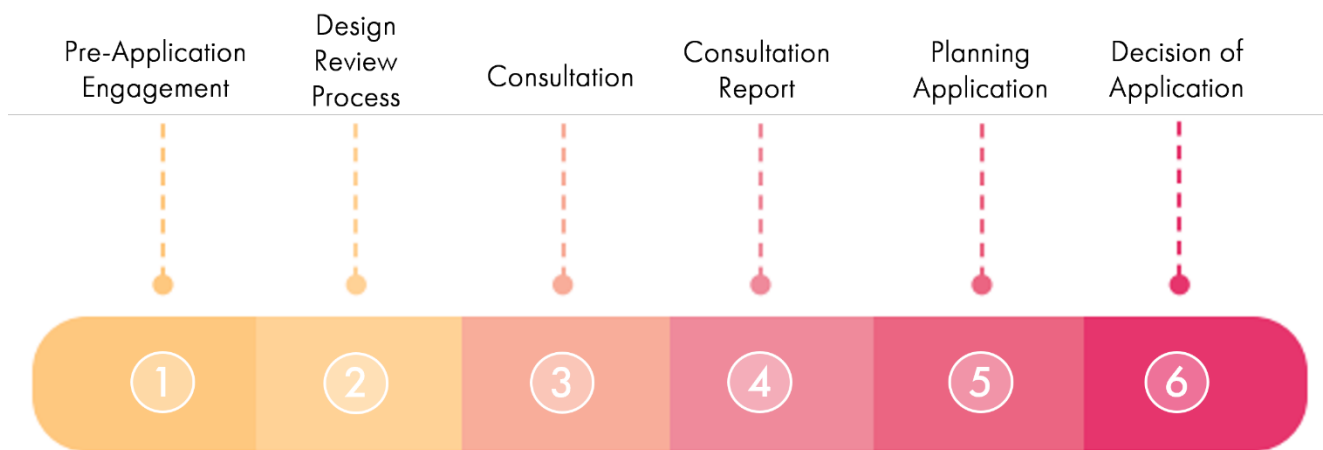 Pre-Application
Engagement
Design
Review
Process
Consultation
Consultation
Report
Planning
Application
Decision of
Application
1
2
3
4
5
6